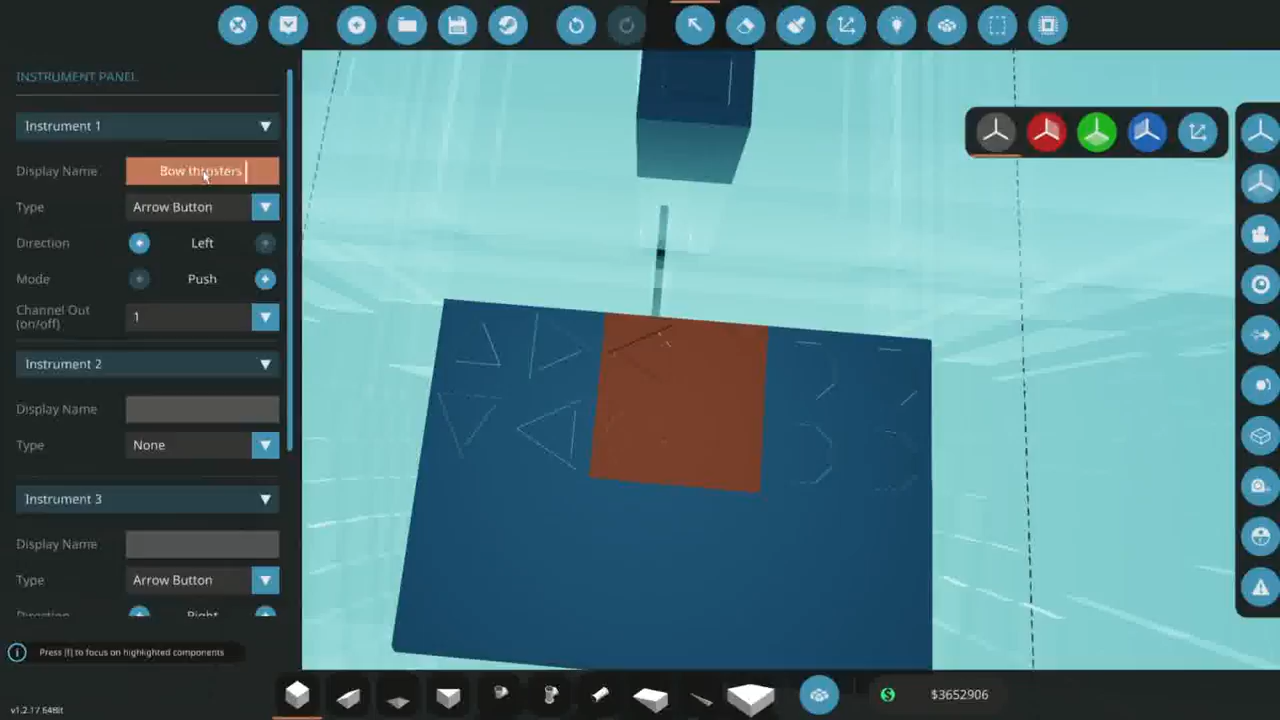 INSTRUMENT PANEL
Instrument 1
Display Name Bow thrusters
Type Arrow Button
Direction Left
Mode Push
Channel Out
(on/off) 1
Instrument 2
Display Name
Type None
Instrument 3
Display Name
Type Arrow Button
Direction Right
Press [f] to focus on highlighted components
v1.2.17 64Bit
$ $3652906